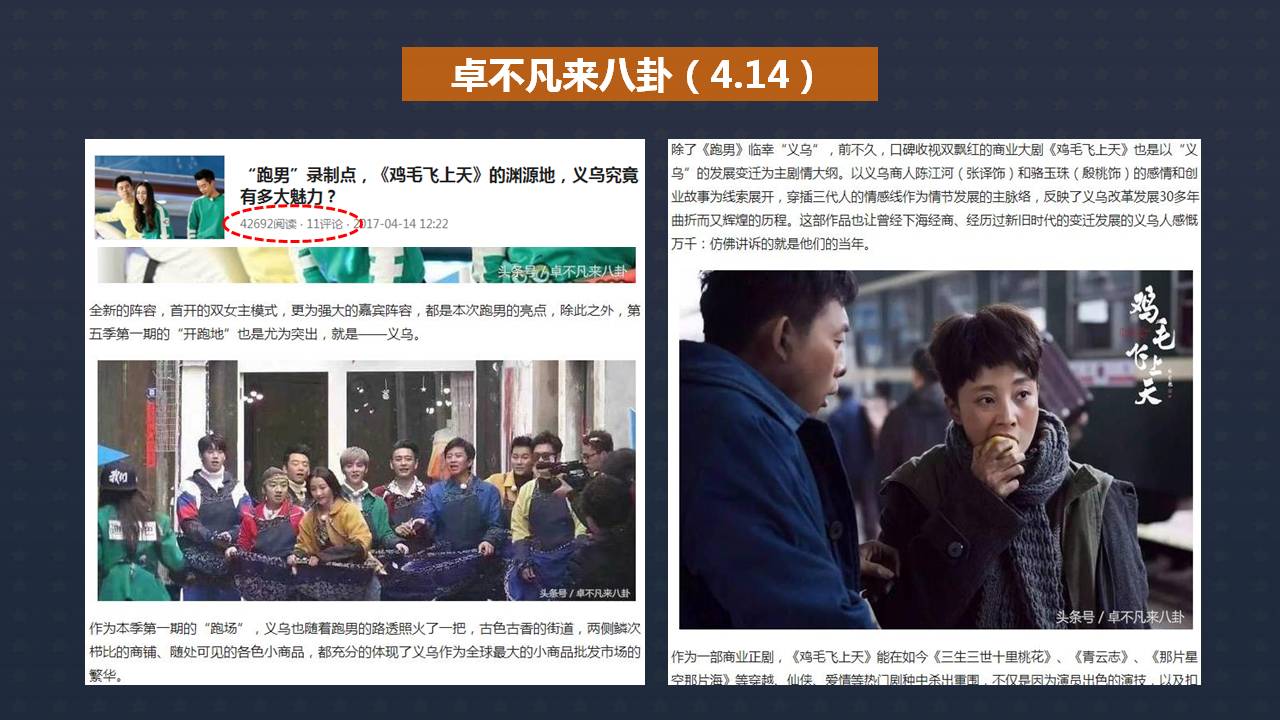 卓不凡来八卦（4.14）
“跑男”录制点，《鸡毛飞上天》的渊源地，义乌究竟
有多大魅力？
42692阅读 · 11评论 · 2017-04-14 12:22
头条号 / 卓不凡来八卦
全新的阵容，首开的双女主模式，更为强大的嘉宾阵容，都是本次跑男的亮点，除此之外，第
五季第一期的“开跑地”也是尤为突出，就是——义乌。
我们
头条号 / 卓不凡来八卦
作为本季第一期的“跑场”，义乌也随着跑男的路透照火了一把，古色古香的街道，两侧鳞次
栉比的商铺、随处可见的各色小商品，都充分的体现了义乌作为全球最大的小商品批发市场的
繁华。
除了《跑男》临幸“义乌”，前不久，口碑收视双飘红的商业大剧《鸡毛飞上天》也是以“义
乌”的发展变迁为主剧情大纲。以义乌商人陈江河（张译饰）和骆玉珠（殷桃饰）的感情和创
业故事为线索展开，穿插三代人的情感线作为情节发展的主脉络，反映了义乌改革发展30多年
曲折而又辉煌的历程。这部作品也让曾经下海经商、经历过新旧时代的变迁发展的义乌人感慨
万千：仿佛讲诉的就是他们的当年。
鸡毛飞上天
头条号 / 卓不凡来八卦
作为一部商业正剧，《鸡毛飞上天》能在如今《三生三世十里桃花》、《青云志》、《那片星
空那片海》等穿越、仙侠、爱情等热门剧种中杀出重围，不仅是因为演员出色的演技，以及扣